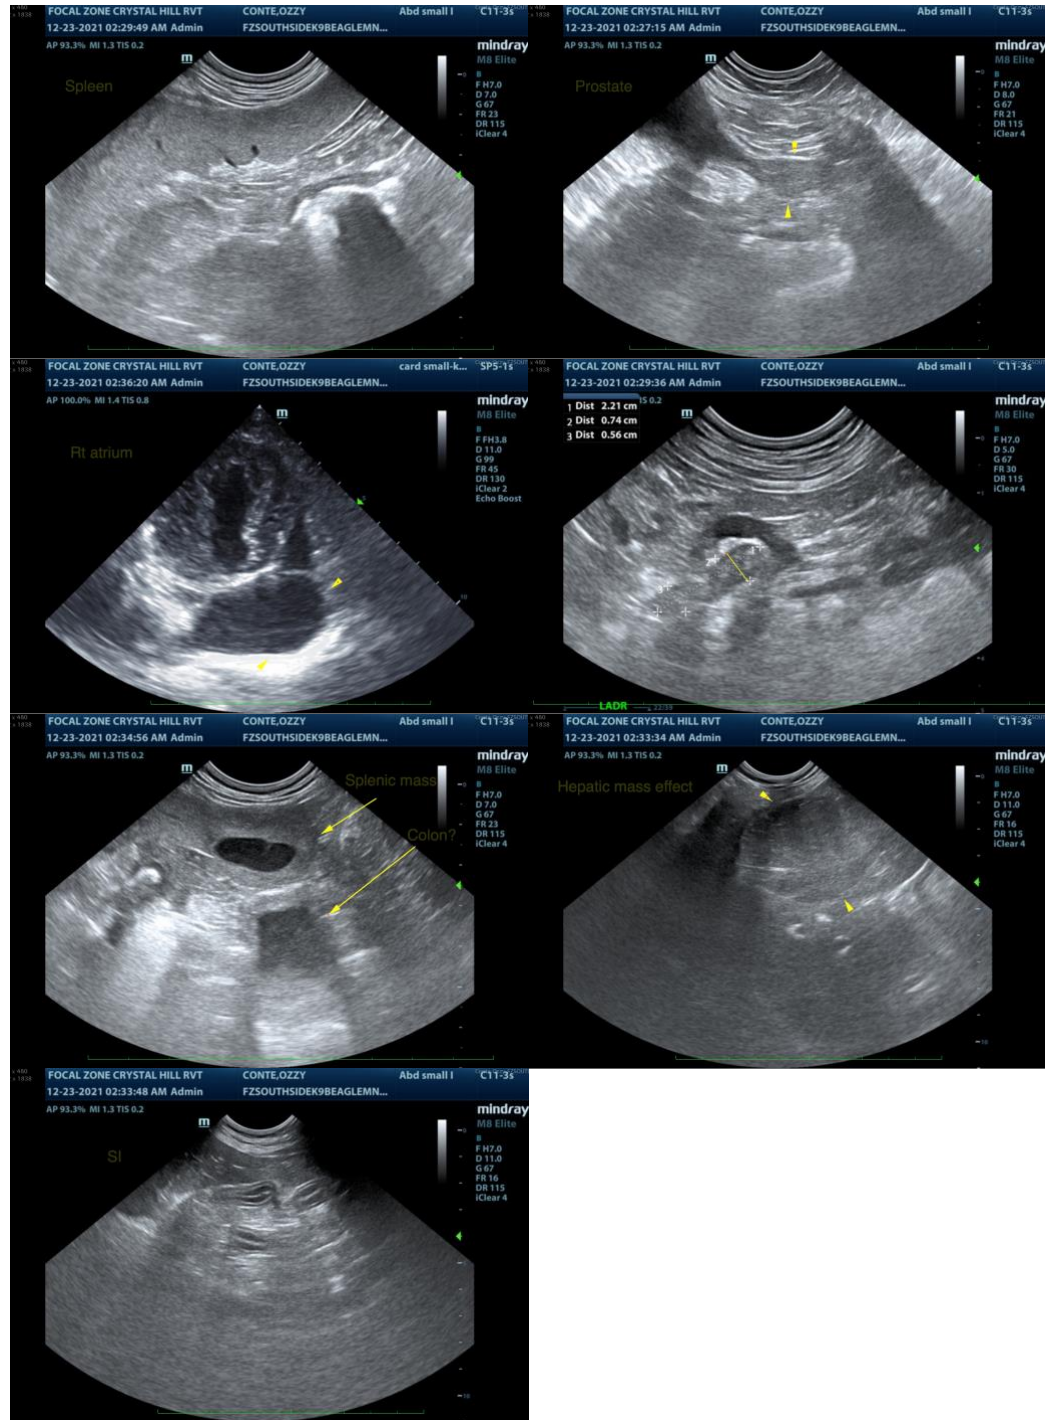 FOCAL ZONE CRYSTAL HILL RVT CONTE,OZZY Abd small I C11-3s
12-23-2021 02:29:49 AM Admin FZSOUTHSIDEK9BEAGLEMN...
AP 93.3% MI 1.3 TIS 0.2
mindray
M8 Elite
Spleen
B
F H7.0
D 7.0
G 67
FR 23
DR 115
iClear 4
FOCAL ZONE CRYSTAL HILL RVT CONTE,OZZY Abd small I C11-3s
12-23-2021 02:27:15 AM Admin FZSOUTHSIDEK9BEAGLEMN...
AP 93.3% MI 1.3 TIS 0.2
mindray
M8 Elite
Prostate
B
F H7.0
D 8.0
G 67
FR 21
DR 115
iClear 4
FOCAL ZONE CRYSTAL HILL RVT CONTE,OZZY card small-k... SP5-1s
12-23-2021 02:36:20 AM Admin FZSOUTHSIDEK9BEAGLEMN...
AP 100.0% MI 1.4 TIS 0.8
mindray
M8 Elite
Rt atrium
B
F FH3.8
D 11.0
G 99
FR 45
DR 130
iClear 2
Echo Boost
FOCAL ZONE CRYSTAL HILL RVT CONTE,OZZY Abd small I C11-3s
12-23-2021 02:29:36 AM Admin FZSOUTHSIDEK9BEAGLEMN...
1 Dist 2.21 cm
2 Dist 0.74 cm
3 Dist 0.56 cm
mindray
M8 Elite
B
F H7.0
D 5.0
G 67
FR 30
DR 115
iClear 4
LADR
FOCAL ZONE CRYSTAL HILL RVT CONTE,OZZY Abd small I C11-3s
12-23-2021 02:34:56 AM Admin FZSOUTHSIDEK9BEAGLEMN...
AP 93.3% MI 1.3 TIS 0.2
mindray
M8 Elite
Splenic mass
Colon?
B
F H7.0
D 7.0
G 67
FR 23
DR 115
iClear 4
FOCAL ZONE CRYSTAL HILL RVT CONTE,OZZY Abd small I C11-3s
12-23-2021 02:33:34 AM Admin FZSOUTHSIDEK9BEAGLEMN...
AP 93.3% MI 1.3 TIS 0.2
mindray
M8 Elite
Hepatic mass effect
B
F H7.0
D 11.0
G 67
FR 16
DR 115
iClear 4
FOCAL ZONE CRYSTAL HILL RVT CONTE,OZZY Abd small I C11-3s
12-23-2021 02:33:48 AM Admin FZSOUTHSIDEK9BEAGLEMN...
AP 93.3% MI 1.3 TIS 0.2
mindray
M8 Elite
SI
B
F H7.0
D 11.0
G 67
FR 16
DR 115
iClear 4